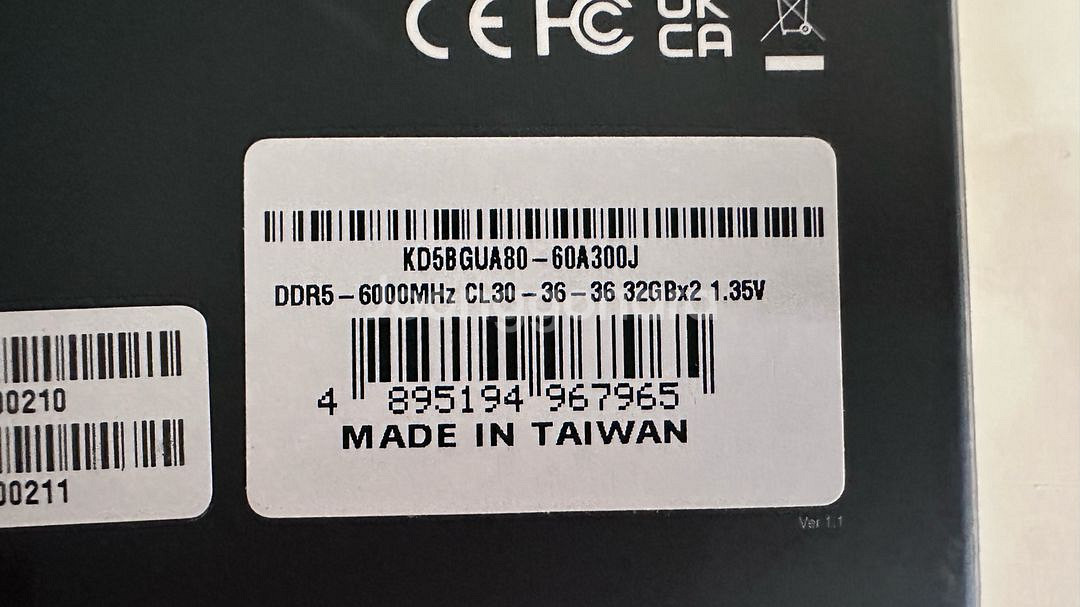 CE FC UK
CA
KD5BGUA80-60A300J
DDR5-6000MHz CL30-36-36 32GBx2 1.35V
4 895194 967965
MADE IN TAIWAN
00210
00211
Ver 1.1